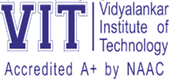 VIT
Vidyalankar
Institute of
Technology
Accredited A+ by NAAC